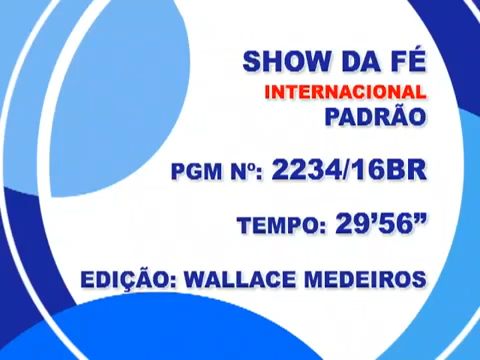 SHOW DA FÉ
INTERNACIONAL
PADRÃO
PGM Nº: 2234/16BR
TEMPO: 29’56”
EDIÇÃO: WALLACE MEDEIROS